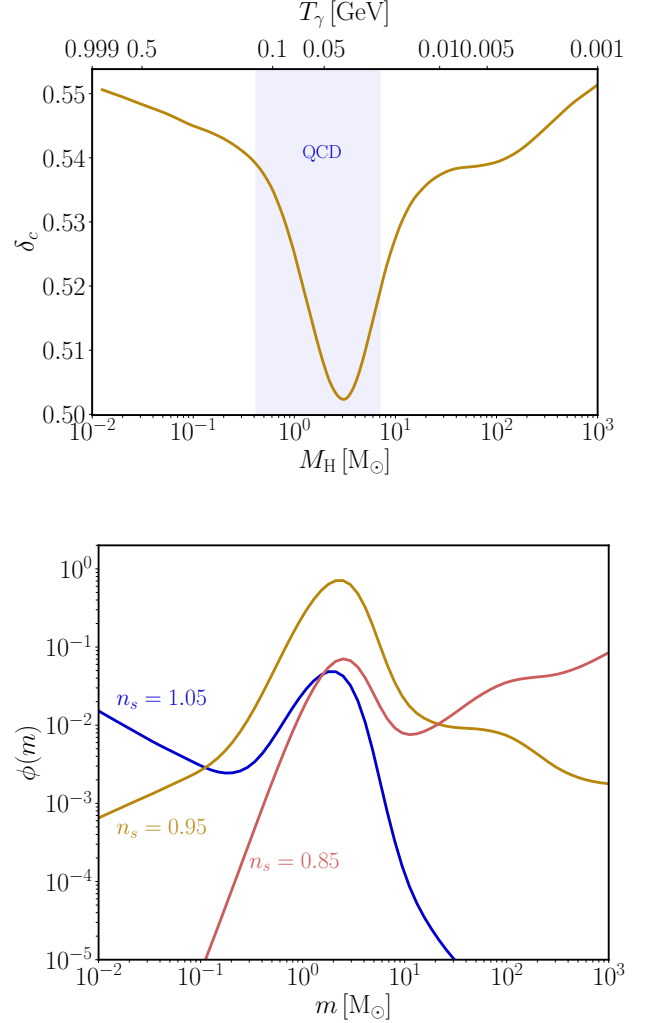 T_γ [GeV]
0.999 0.5 0.1 0.05 0.010 0.005 0.001
0.55
0.54
QCD
0.53
δ_c
0.52
0.51
0.50
10^−2 10^−1 10^0 10^1 10^2 10^3
M_H [M_⊙]
10^0
10^−1
n_s = 1.05
10^−2
ϕ(m)
10^−3
n_s = 0.95
n_s = 0.85
10^−4
10^−5
10^−2 10^−1 10^0 10^1 10^2 10^3
m [M_⊙]